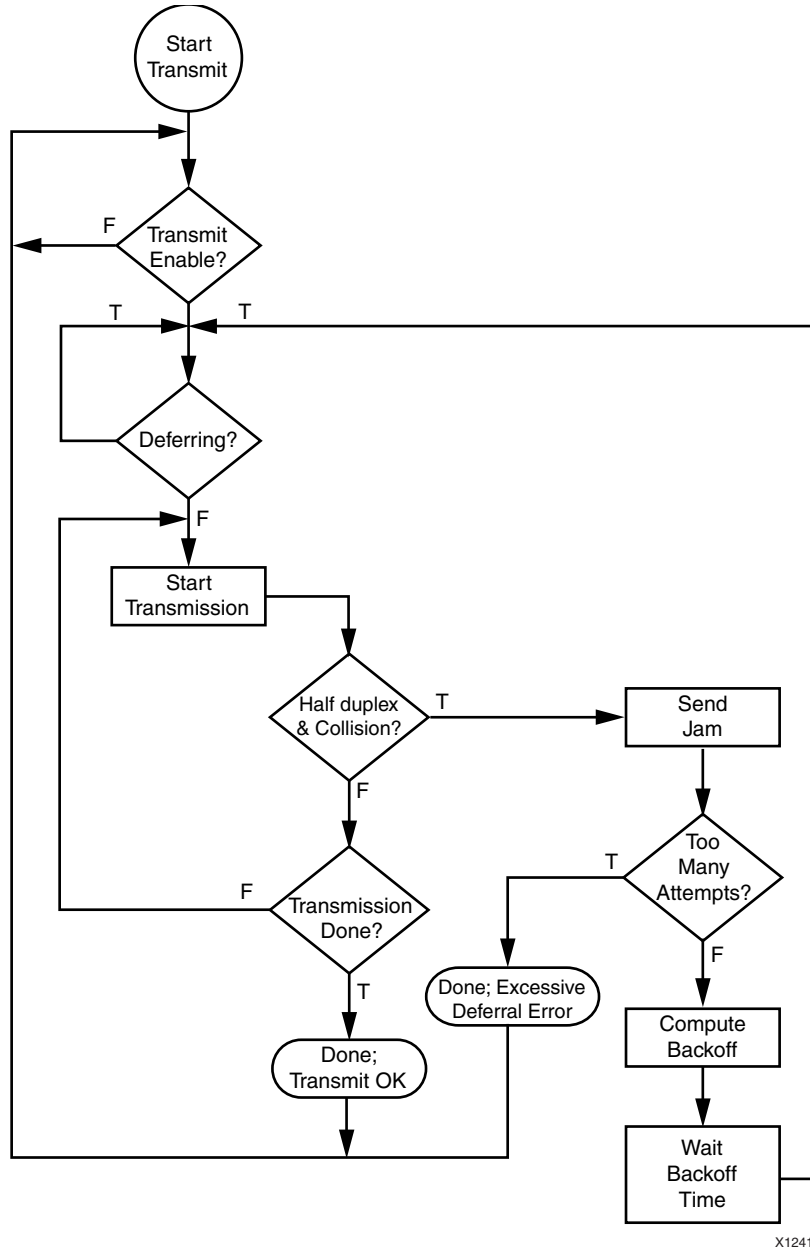 Start
Transmit
F
Transmit
Enable?
T
T
Deferring?
F
Start
Transmission
Half duplex
& Collision?
T
Send
Jam
F
Too
Many
Attempts?
T
F
Transmission
Done?
F
T
Done; Excessive
Deferral Error
Compute
Backoff
Done;
Transmit OK
Wait
Backoff
Time
X1241